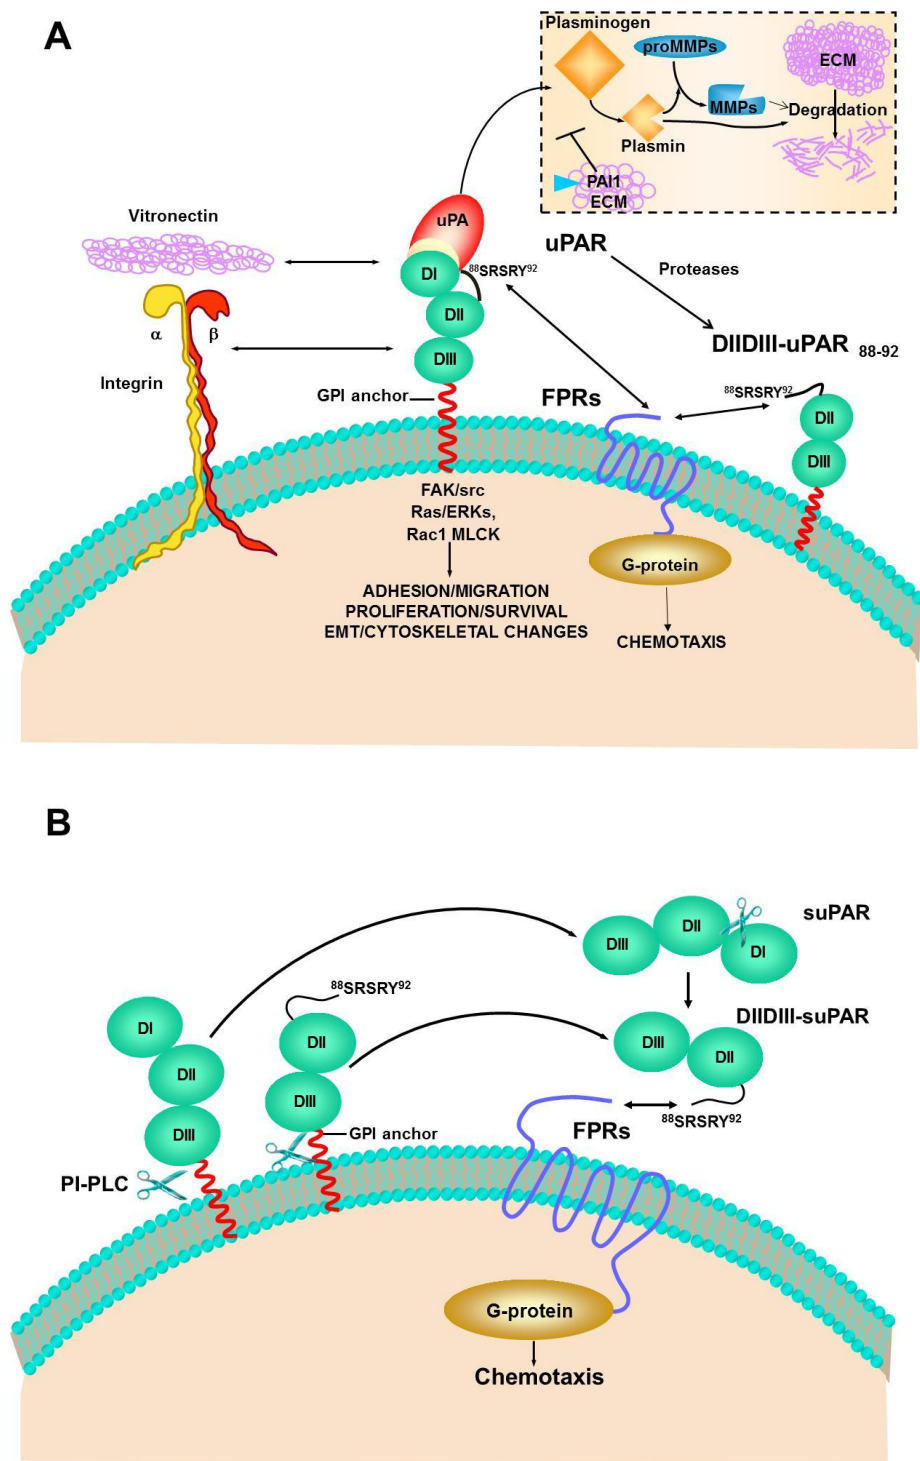 A
Plasminogen
proMMPs
ECM
MMPs
Degradation
Plasmin
PAI1
ECM
uPA
Vitronectin
uPAR
DI
⁸⁸SRSRY⁹²
Proteases
α
β
DII
DIIDIII-uPAR 88-92
DIII
Integrin
GPI anchor
FPRs
⁸⁸SRSRY⁹²
DII
DIII
FAK/src
Ras/ERKs,
Rac1 MLCK
G-protein
ADHESION/MIGRATION
PROLIFERATION/SURVIVAL
EMT/CYTOSKELETAL CHANGES
CHEMOTAXIS
B
suPAR
DII
DIII
DI
⁸⁸SRSRY⁹²
DI
DII
DIIDIII-suPAR
DIII
DII
DII
DIII
DIII
⁸⁸SRSRY⁹²
GPI anchor
FPRs
PI-PLC
G-protein
Chemotaxis